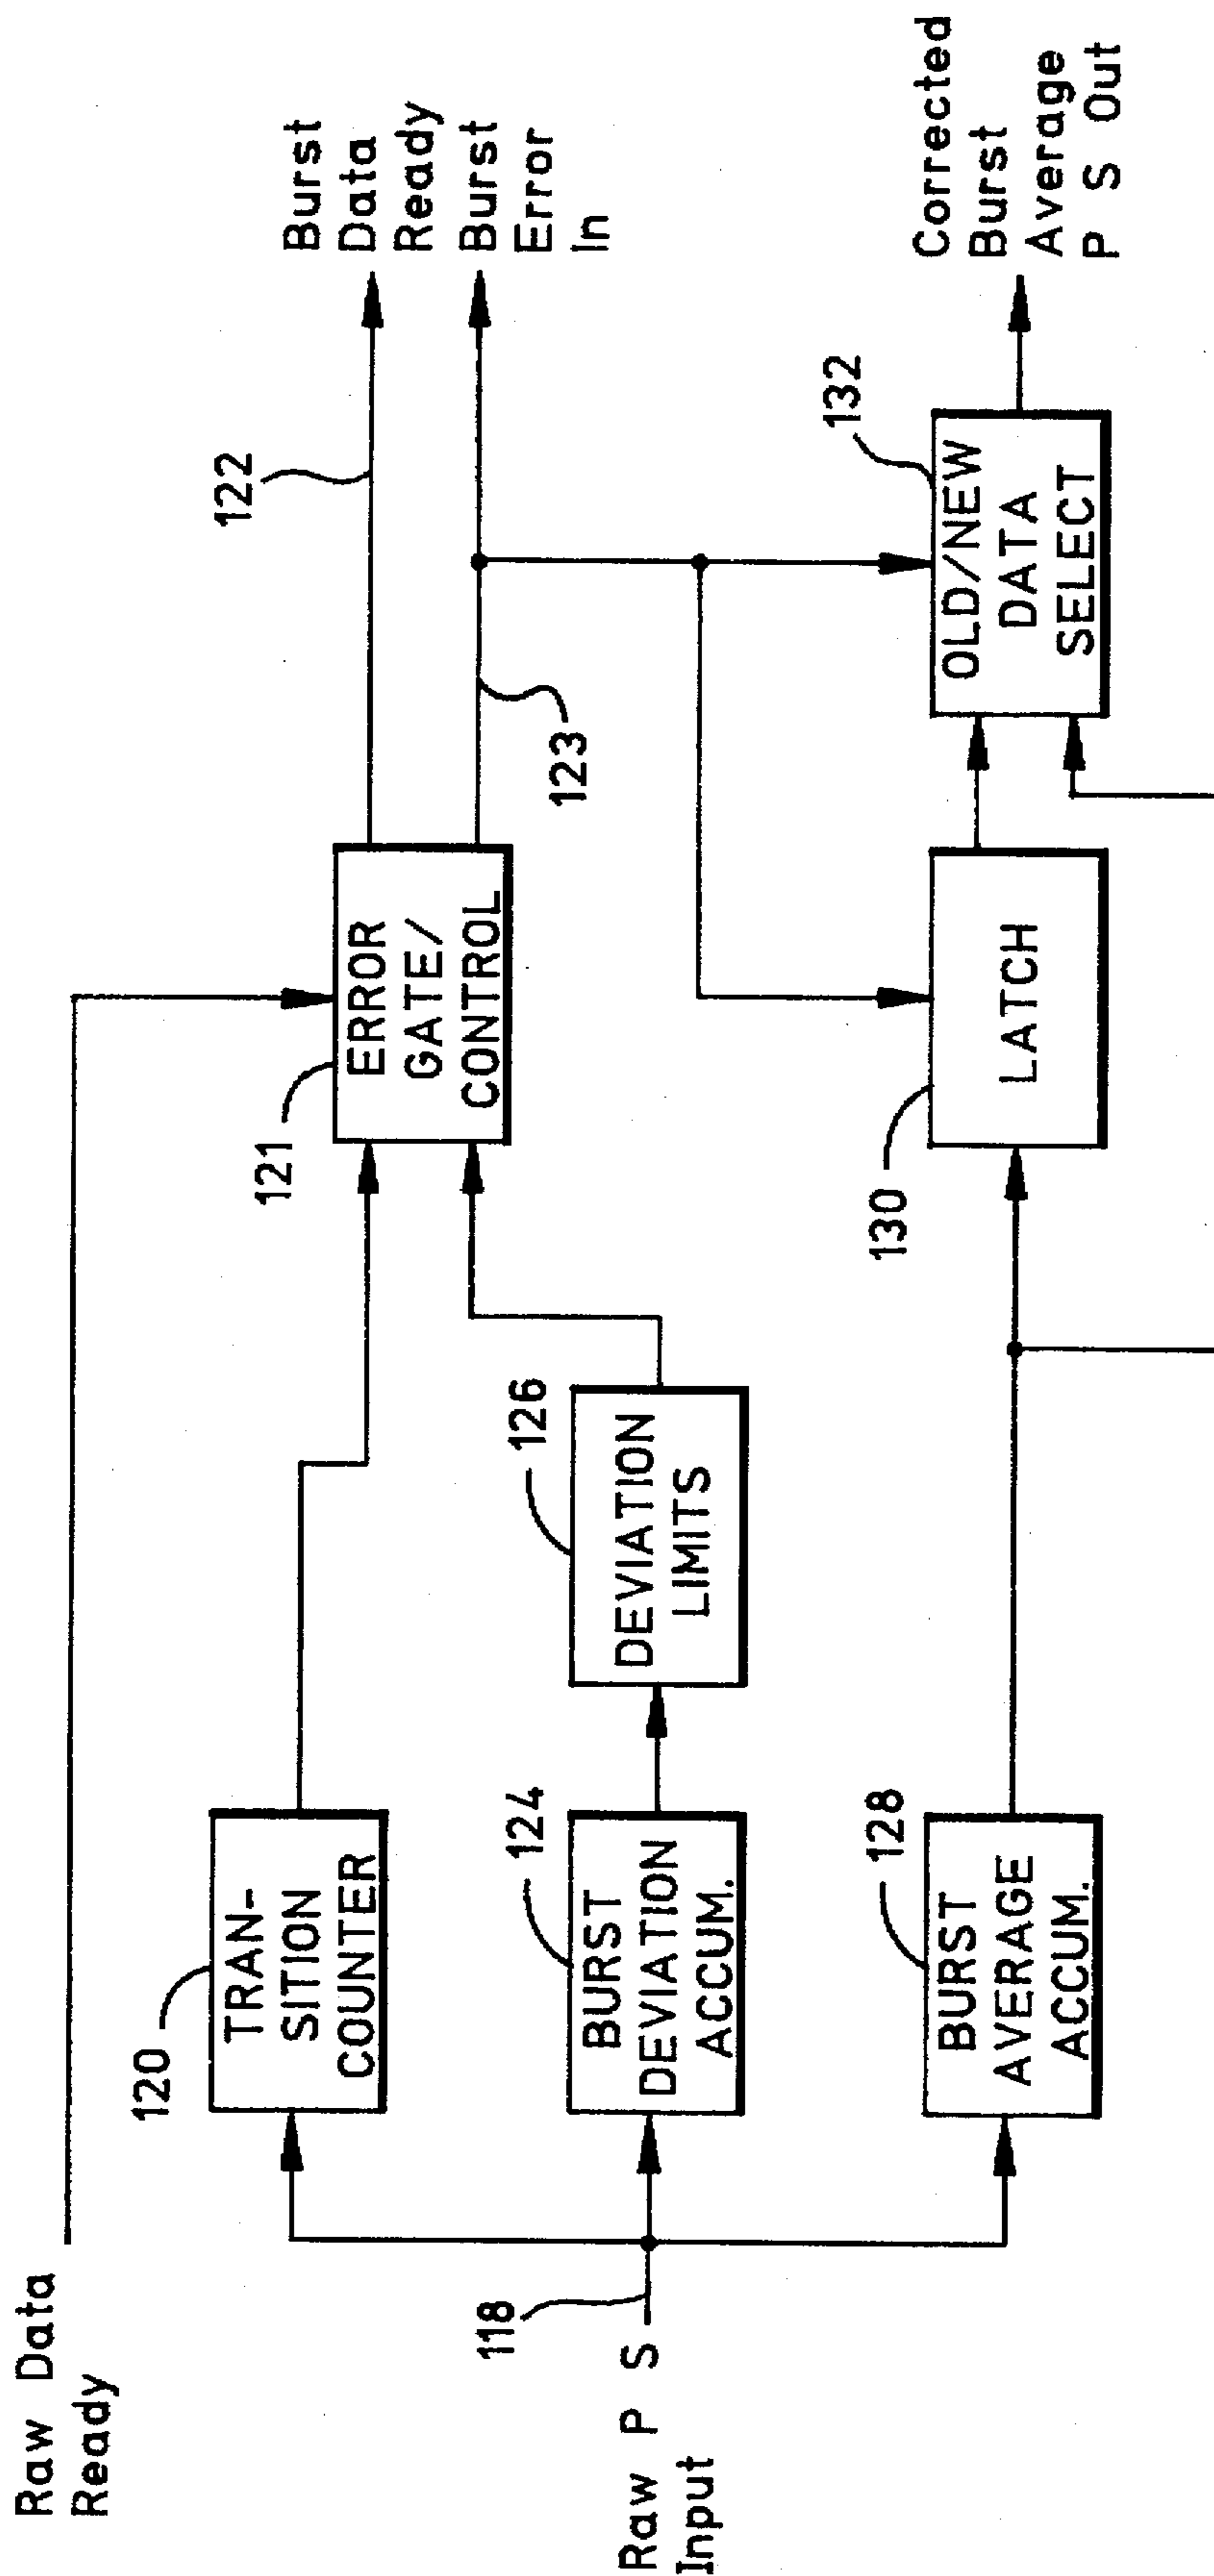 Raw Data
Ready
Raw P S
Input
118
120
TRAN-
SITION
COUNTER
124
BURST
DEVIATION
ACCUM.
128
BURST
AVERAGE
ACCUM.
126
DEVIATION
LIMITS
121
ERROR
GATE/
CONTROL
130
LATCH
122
123
132
OLD/NEW
DATA
SELECT
Burst
Data
Ready
Burst
Error
In
Corrected
Burst
Average
P S Out